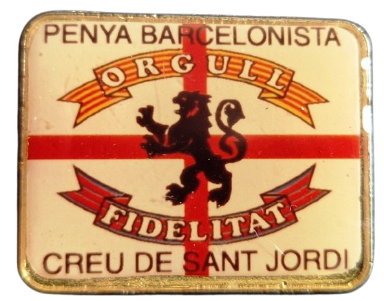 PENYA BARCELONISTA
ORGULL
FIDELITAT
CREU DE SANT JORDI